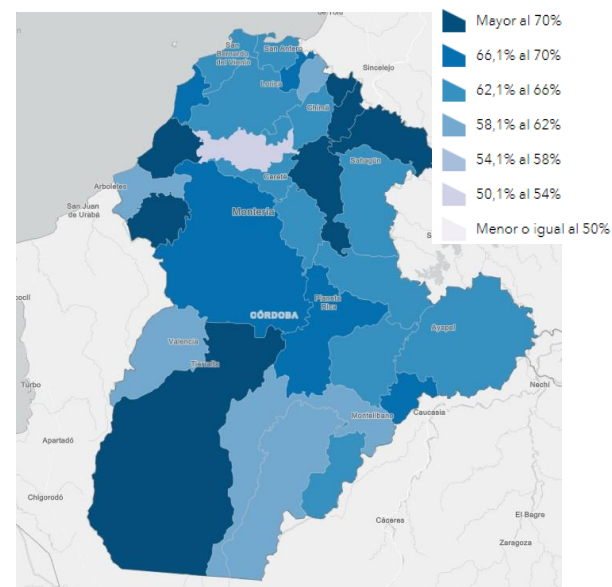 de Tolú
Mayor al 70%
66,1% al 70%
62,1% al 66%
58,1% al 62%
54,1% al 58%
50,1% al 54%
Menor o igual al 50%
San
Bernardo
del Viento
San Antero
Lorica
Sincelejo
Chimá
Sahagún
Cereté
Arboletes
San Juan
de Urabá
Montería
CÓRDOBA
Planeta
Rica
Ayapel
Valencia
Tierralta
Turbo
Nechí
Montelíbano
Caucasia
Apartadó
Chigorodó
Cáceres
El Bagre
Zaragoza